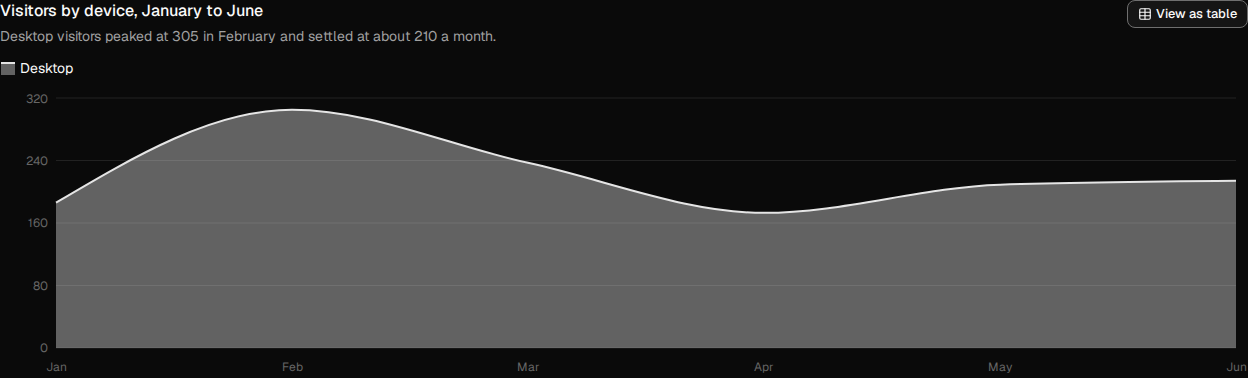 Visitors by device, January to June
View as table
Desktop visitors peaked at 305 in February and settled at about 210 a month.
Desktop
320
240
160
80
0
Jan Feb Mar Apr May Jun